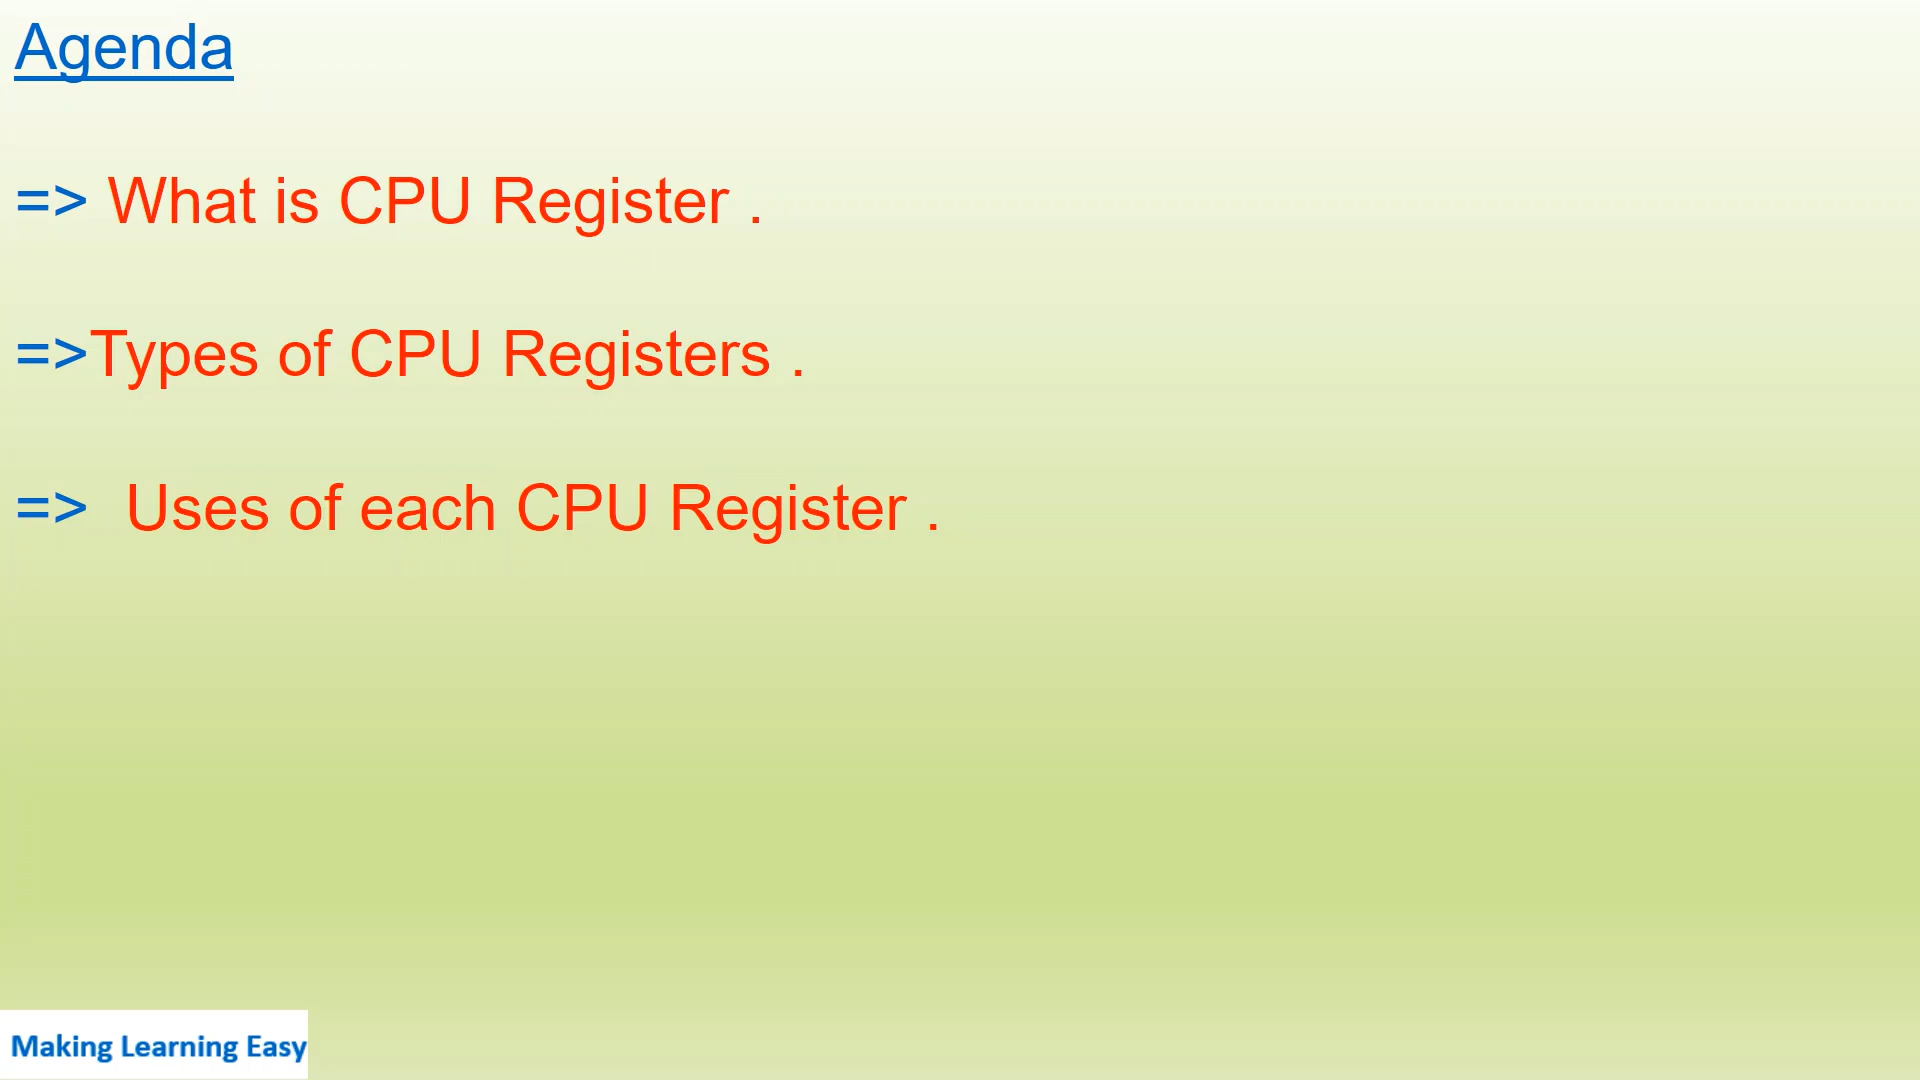 Agenda
=> What is CPU Register .
=>Types of CPU Registers .
=>  Uses of each CPU Register .
Making Learning Easy